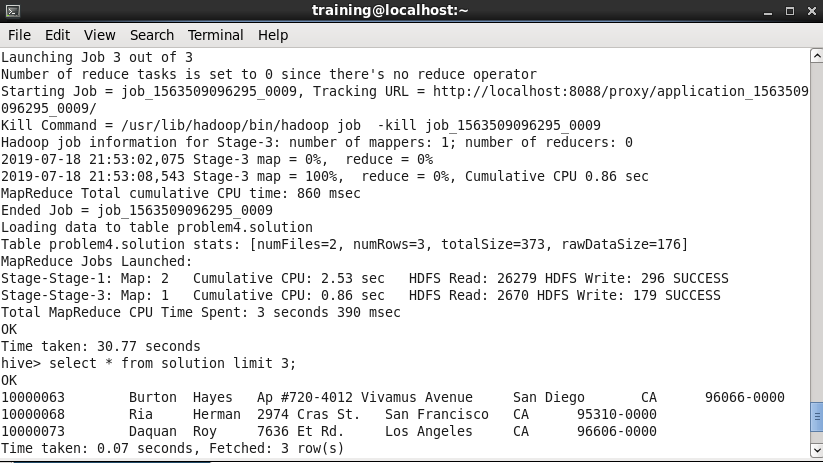 training@localhost:~
File Edit View Search Terminal Help
Launching Job 3 out of 3
Number of reduce tasks is set to 0 since there's no reduce operator
Starting Job = job_1563509096295_0009, Tracking URL = http://localhost:8088/proxy/application_1563509
096295_0009/
Kill Command = /usr/lib/hadoop/bin/hadoop job  -kill job_1563509096295_0009
Hadoop job information for Stage-3: number of mappers: 1; number of reducers: 0
2019-07-18 21:53:02,075 Stage-3 map = 0%,  reduce = 0%
2019-07-18 21:53:08,543 Stage-3 map = 100%,  reduce = 0%, Cumulative CPU 0.86 sec
MapReduce Total cumulative CPU time: 860 msec
Ended Job = job_1563509096295_0009
Loading data to table problem4.solution
Table problem4.solution stats: [numFiles=2, numRows=3, totalSize=373, rawDataSize=176]
MapReduce Jobs Launched:
Stage-Stage-1: Map: 2   Cumulative CPU: 2.53 sec   HDFS Read: 26279 HDFS Write: 296 SUCCESS
Stage-Stage-3: Map: 1   Cumulative CPU: 0.86 sec   HDFS Read: 2670 HDFS Write: 179 SUCCESS
Total MapReduce CPU Time Spent: 3 seconds 390 msec
OK
Time taken: 30.77 seconds
hive> select * from solution limit 3;
OK
10000063        Burton  Hayes   Ap #720-4012 Vivamus Avenue     San Diego       CA      96066-0000
10000068        Ria     Herman  2974 Cras St.   San Francisco   CA      95310-0000
10000073        Daquan  Roy     7636 Et Rd.     Los Angeles     CA      96606-0000
Time taken: 0.07 seconds, Fetched: 3 row(s)